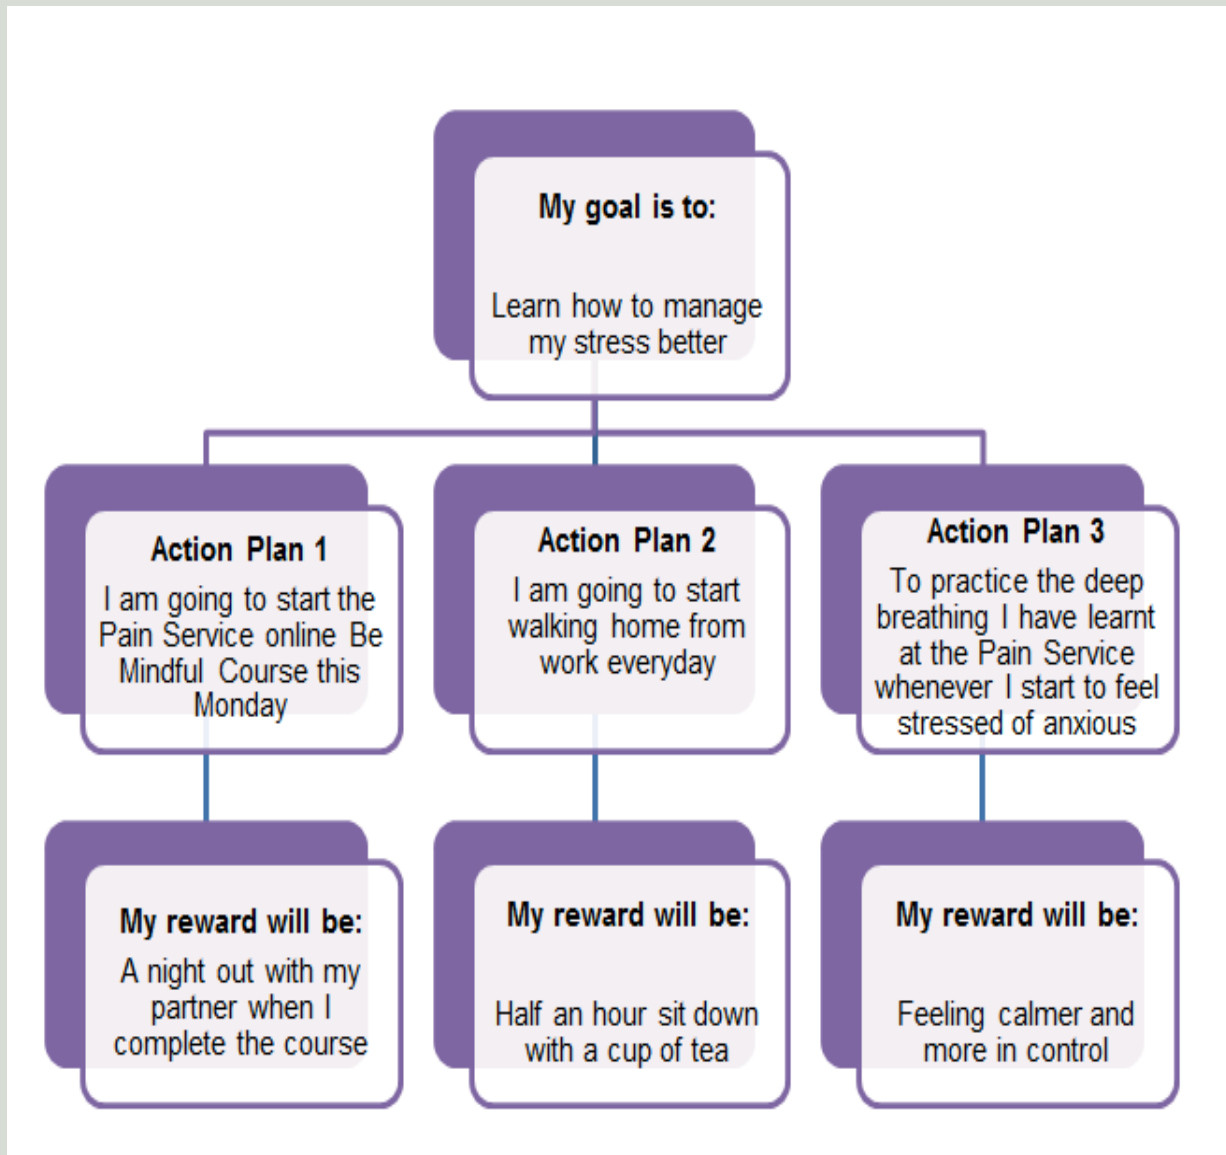 My goal is to:
Learn how to manage
my stress better
Action Plan 1
I am going to start the
Pain Service online Be
Mindful Course this
Monday
Action Plan 2
I am going to start
walking home from
work everyday
Action Plan 3
To practice the deep
breathing I have learnt
at the Pain Service
whenever I start to feel
stressed of anxious
My reward will be:
A night out with my
partner when I
complete the course
My reward will be:
Half an hour sit down
with a cup of tea
My reward will be:
Feeling calmer and
more in control